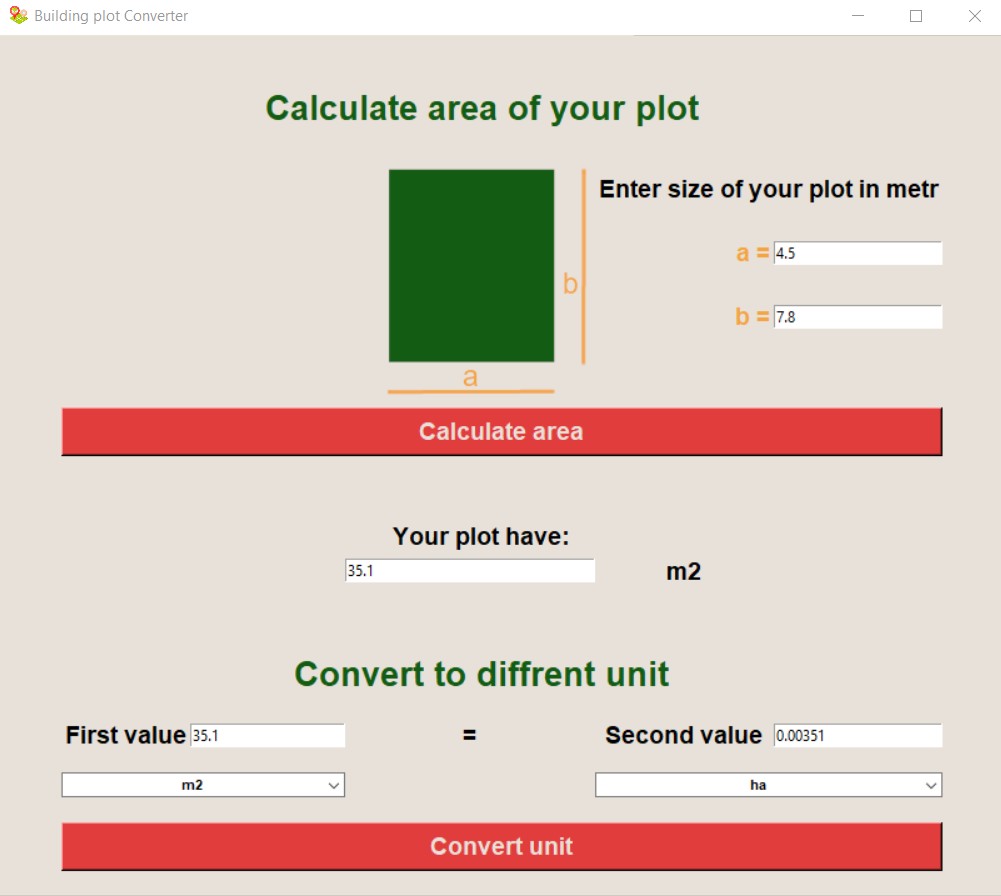 Building plot Converter
Calculate area of your plot
Enter size of your plot in metr
a = 4.5
b
b = 7.8
a
Calculate area
Your plot have:
35.1 m2
Convert to diffrent unit
First value 35.1 = Second value 0.00351
m2 ha
Convert unit